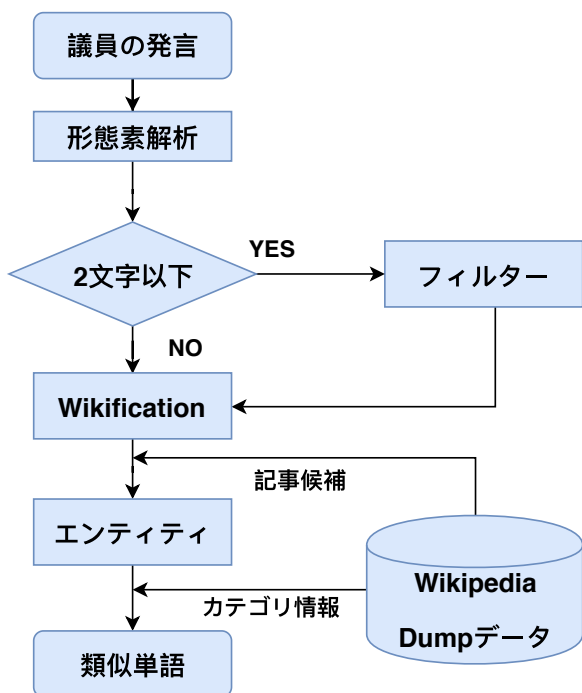 議員の発言
形態素解析
2文字以下
YES
フィルター
NO
Wikification
記事候補
エンティティ
Wikipedia
Dumpデータ
カテゴリ情報
類似単語